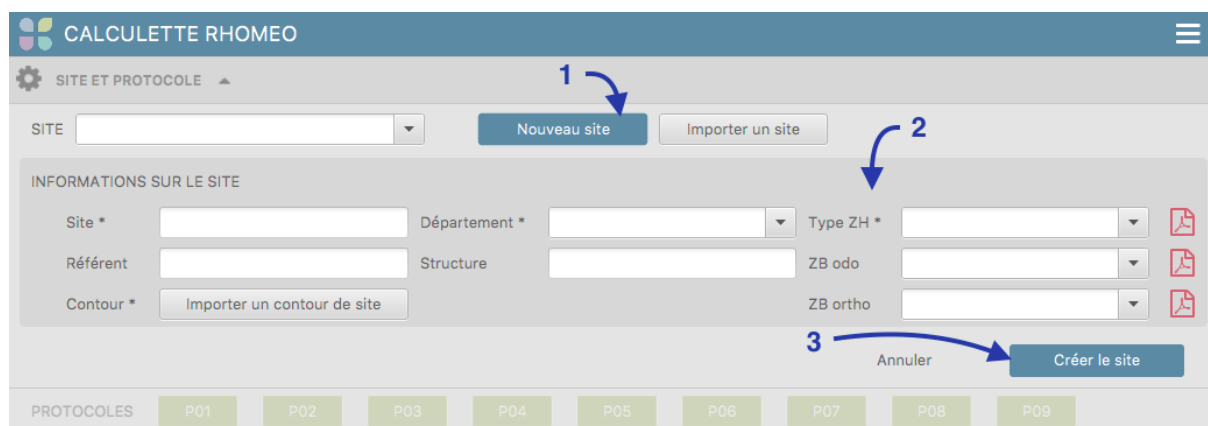 CALCULETTE RHOMEO
SITE ET PROTOCOLE
1
SITE
Nouveau site
Importer un site
2
INFORMATIONS SUR LE SITE
Site *
Département *
Type ZH *
Référent
Structure
ZB odo
Contour *
Importer un contour de site
ZB ortho
3
Annuler
Créer le site
PROTOCOLES P01 P02 P03 P04 P05 P06 P07 P08 P09